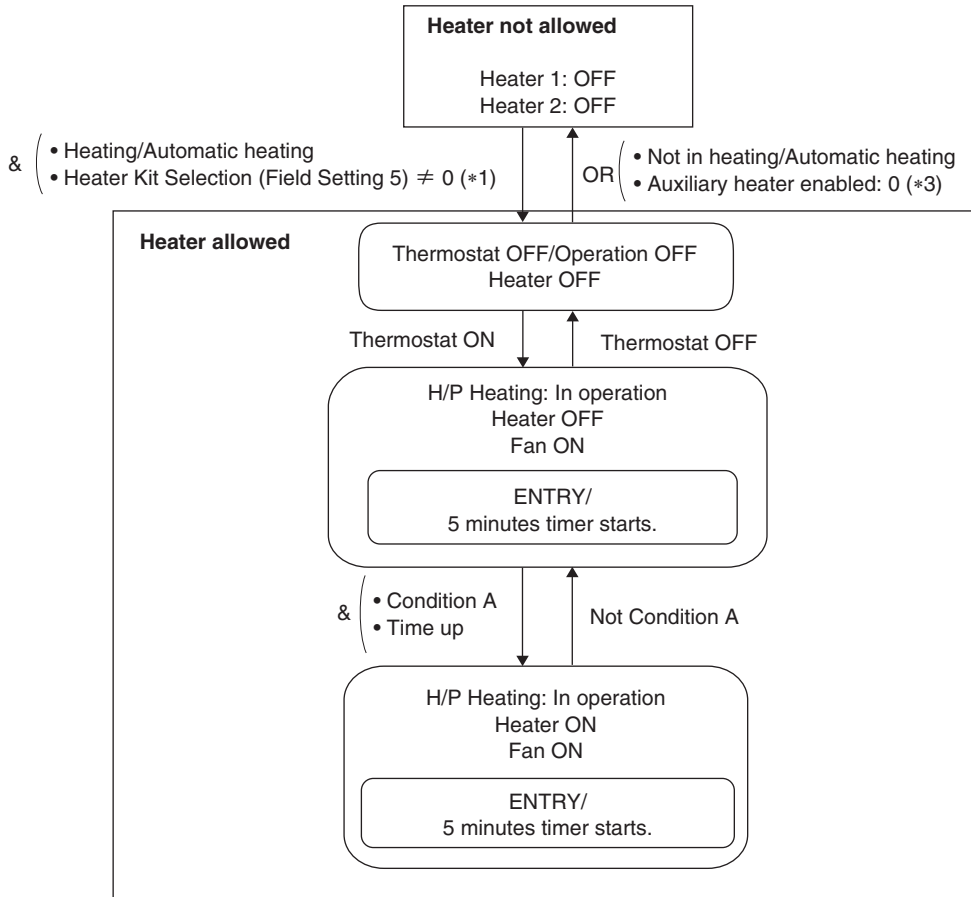 Heater not allowed
Heater 1: OFF
Heater 2: OFF
&
• Heating/Automatic heating
• Heater Kit Selection (Field Setting 5) ≠ 0 (*1)
OR
• Not in heating/Automatic heating
• Auxiliary heater enabled: 0 (*3)
Heater allowed
Thermostat OFF/Operation OFF
Heater OFF
Thermostat ON
Thermostat OFF
H/P Heating: In operation
Heater OFF
Fan ON
ENTRY/
5 minutes timer starts.
&
• Condition A
• Time up
Not Condition A
H/P Heating: In operation
Heater ON
Fan ON
ENTRY/
5 minutes timer starts.